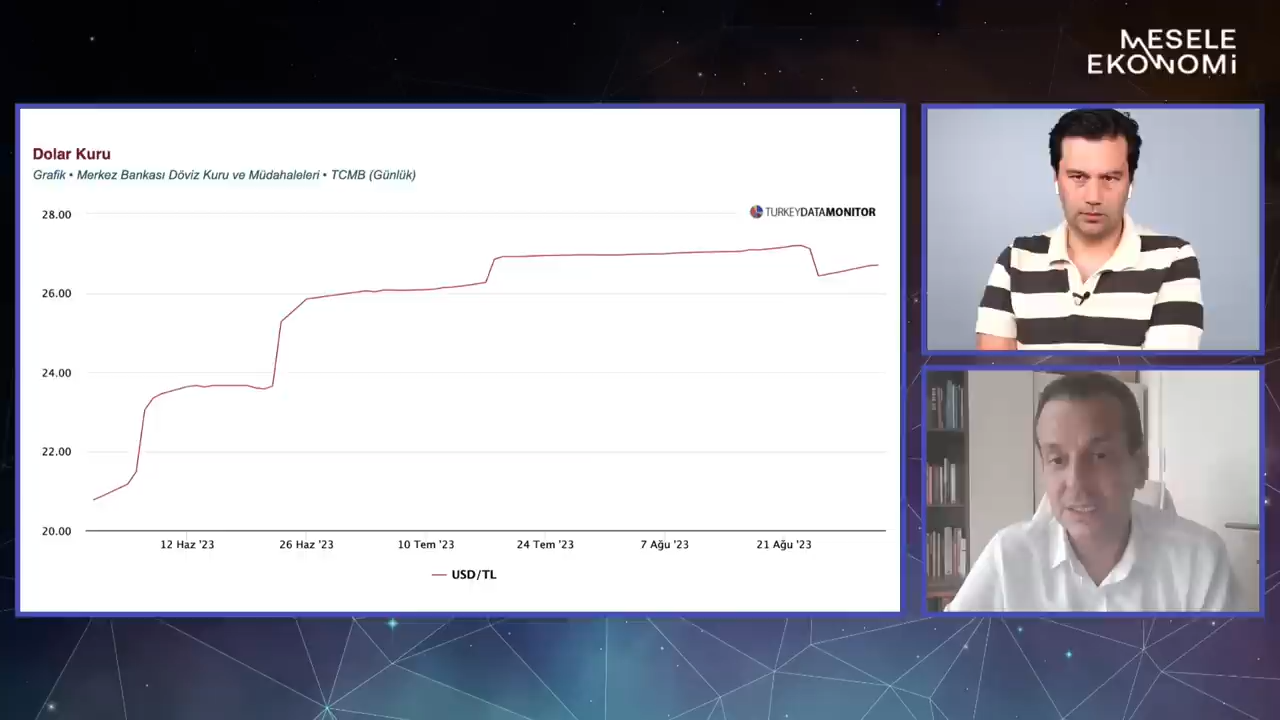 MESELE
EKONOMİ
Dolar Kuru
Grafik • Merkez Bankası Döviz Kuru ve Müdahaleleri • TCMB (Günlük)
TURKEYDATAMONITOR
28.00
26.00
24.00
22.00
20.00
12 Haz '23
26 Haz '23
10 Tem '23
24 Tem '23
7 Ağu '23
21 Ağu '23
USD/TL